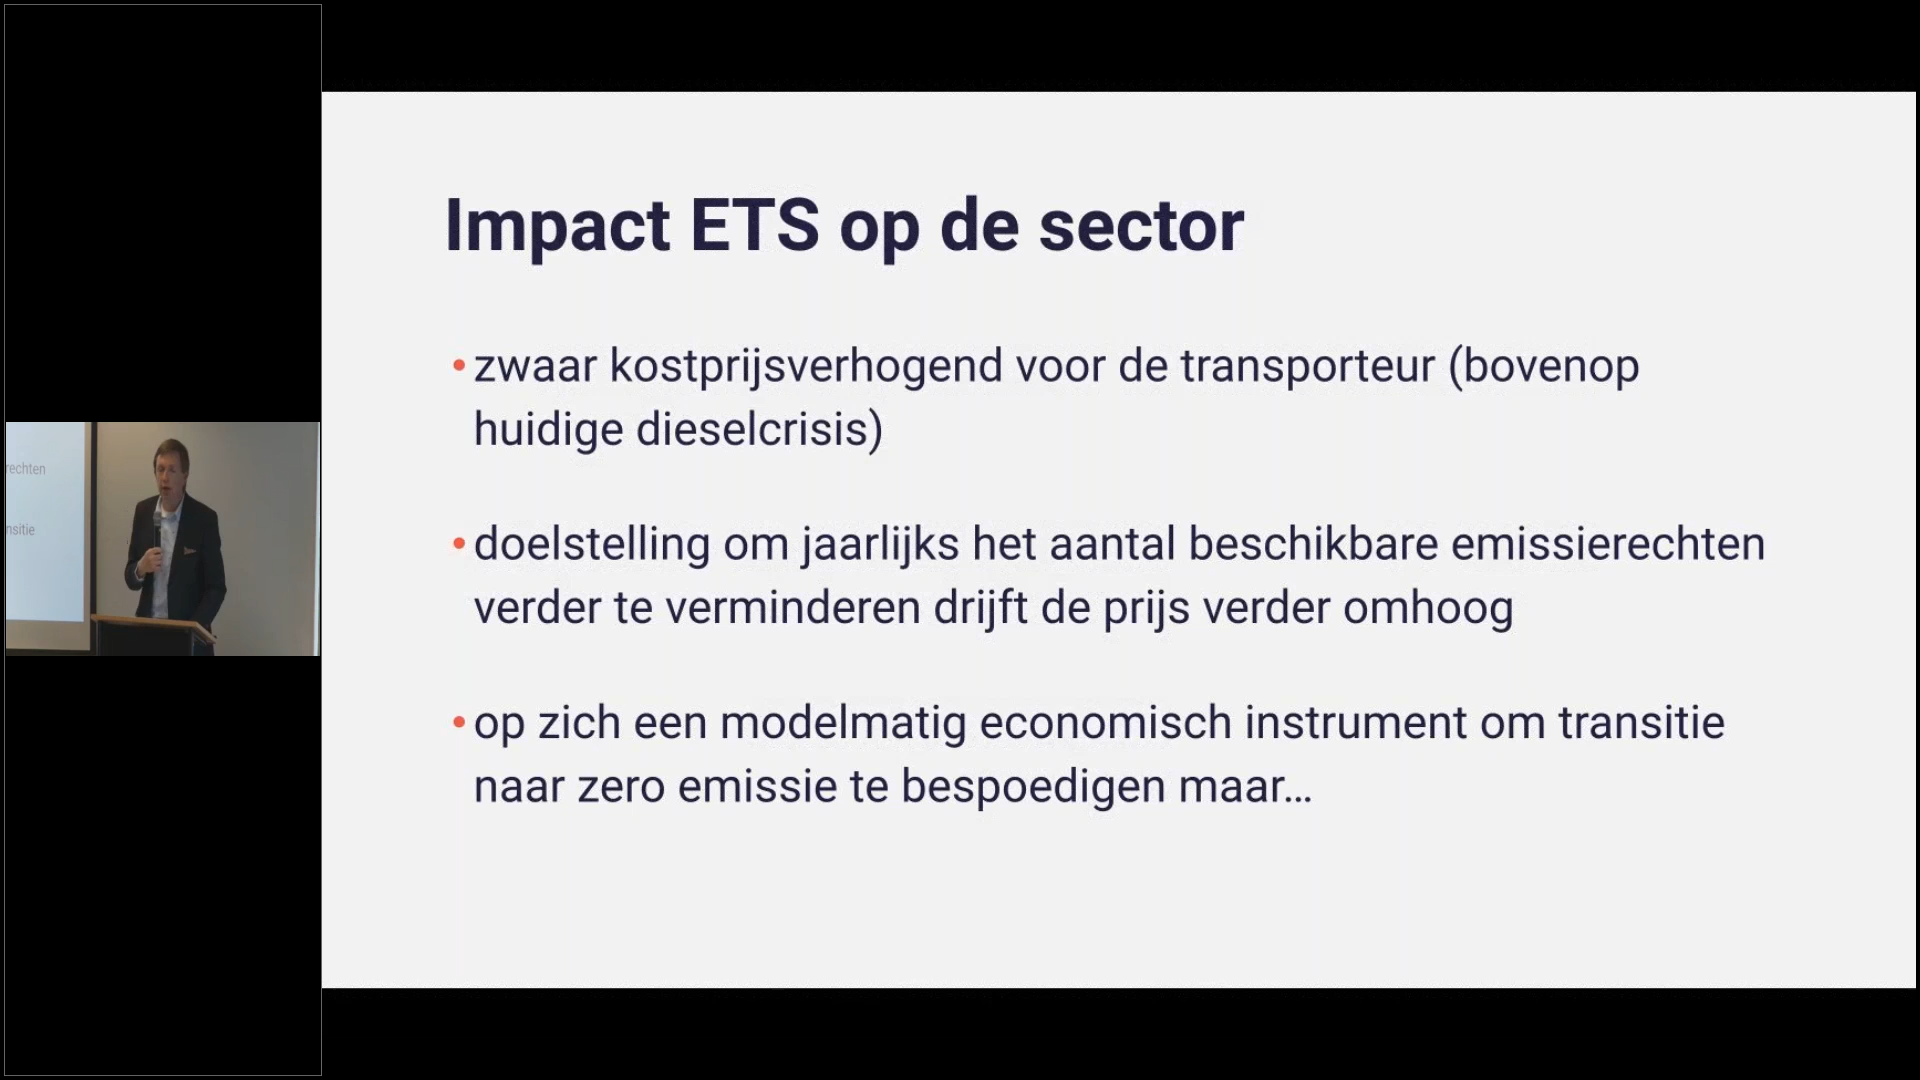 Impact ETS op de sector
• zwaar kostprijsverhogend voor de transporteur (bovenop
huidige dieselcrisis)
• doelstelling om jaarlijks het aantal beschikbare emissierechten
verder te verminderen drijft de prijs verder omhoog
• op zich een modelmatig economisch instrument om transitie
naar zero emissie te bespoedigen maar...
rechten
nsitie